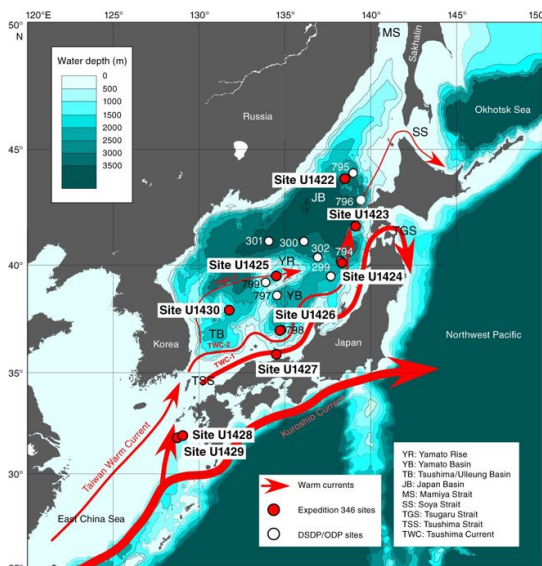 120°E 125° 130° 135° 140° 145° 150°
50°
N
Water depth (m)
0
500
1000
1500
2000
2500
3000
3500
MS
Sakhalin
Russia
Okhotsk Sea
SS
45°
795
Site U1422
JB
796
Site U1423
TGS
301
300
302
794
40°
YR
Site U1425
299
Site U1424
799
797
YB
Site U1426
Site U1430
TB
798
Korea
TWC-2
TWC-1
Japan
Northwest Pacific
35°
TSS
Site U1427
Kuroshio Current
Taiwan Warm Current
Site U1428
Site U1429
30°
East China Sea
Warm currents
Expedition 346 sites
DSDP/ODP sites
YR: Yamato Rise
YB: Yamato Basin
TB: Tsushima/Ulleung Basin
JB: Japan Basin
MS: Mamiya Strait
SS: Soya Strait
TGS: Tsugaru Strait
TSS: Tsushima Strait
TWC: Tsushima Current